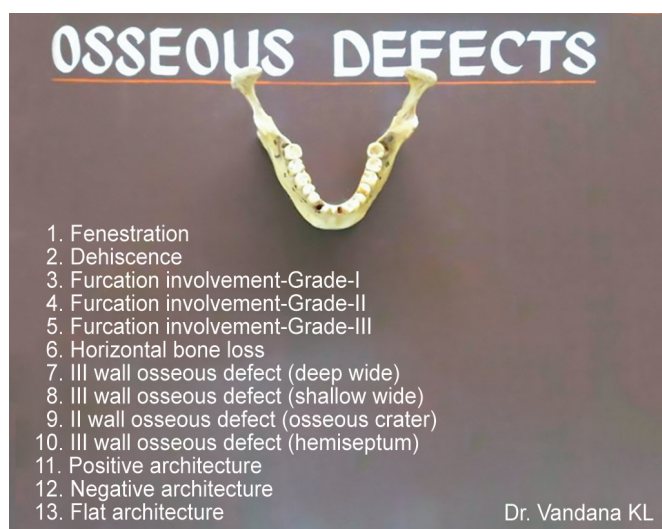 OSSEOUS DEFECTS
1. Fenestration
2. Dehiscence
3. Furcation involvement-Grade-I
4. Furcation involvement-Grade-II
5. Furcation involvement-Grade-III
6. Horizontal bone loss
7. III wall osseous defect (deep wide)
8. III wall osseous defect (shallow wide)
9. II wall osseous defect (osseous crater)
10. III wall osseous defect (hemiseptum)
11. Positive architecture
12. Negative architecture
13. Flat architecture
Dr. Vandana KL